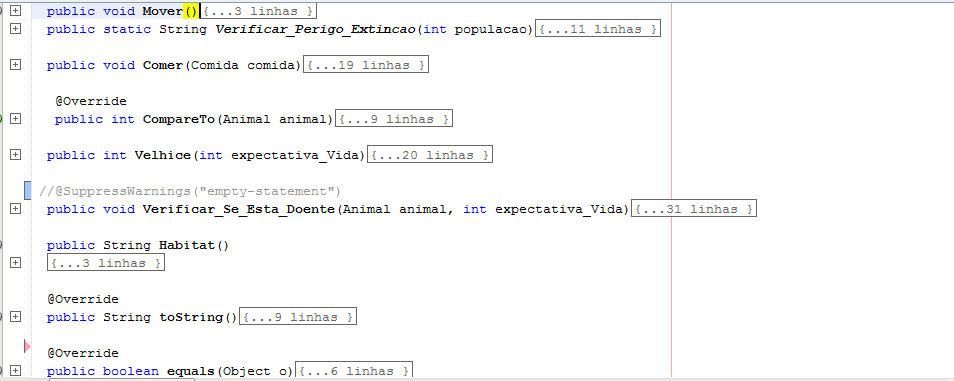 public void Mover(){...3 linhas }
public static String Verificar_Perigo_Extincao(int populacao){...11 linhas }
public void Comer(Comida comida){...19 linhas }
@Override
public int CompareTo(Animal animal){...9 linhas }
public int Velhice(int expectativa_Vida){...20 linhas }
//@SuppressWarnings("empty-statement")
public void Verificar_Se_Esta_Doente(Animal animal, int expectativa_Vida){...31 linhas }
public String Habitat()
{...3 linhas }
@Override
public String toString(){...9 linhas }
@Override
public boolean equals(Object o){...6 linhas }